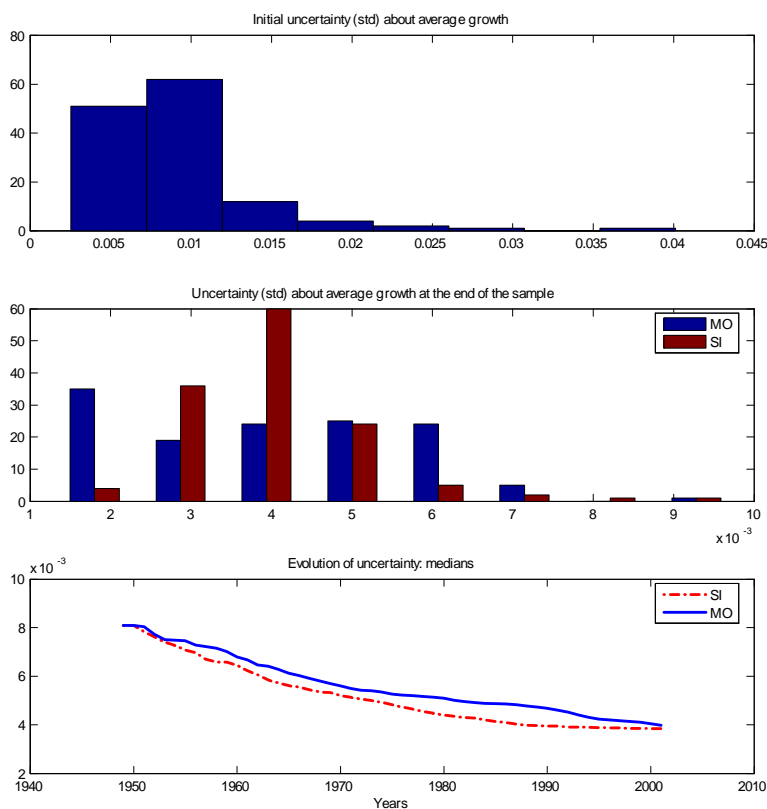 Initial uncertainty (std) about average growth
80
60
40
20
0
0 0.005 0.01 0.015 0.02 0.025 0.03 0.035 0.04 0.045
Uncertainty (std) about average growth at the end of the sample
60
50
40
30
20
10
0
MO
SI
1 2 3 4 5 6 7 8 9 10
x 10 -3
x 10 -3
Evolution of uncertainty: medians
10
8
6
4
2
SI
MO
1940 1950 1960 1970 1980 1990 2000 2010
Years